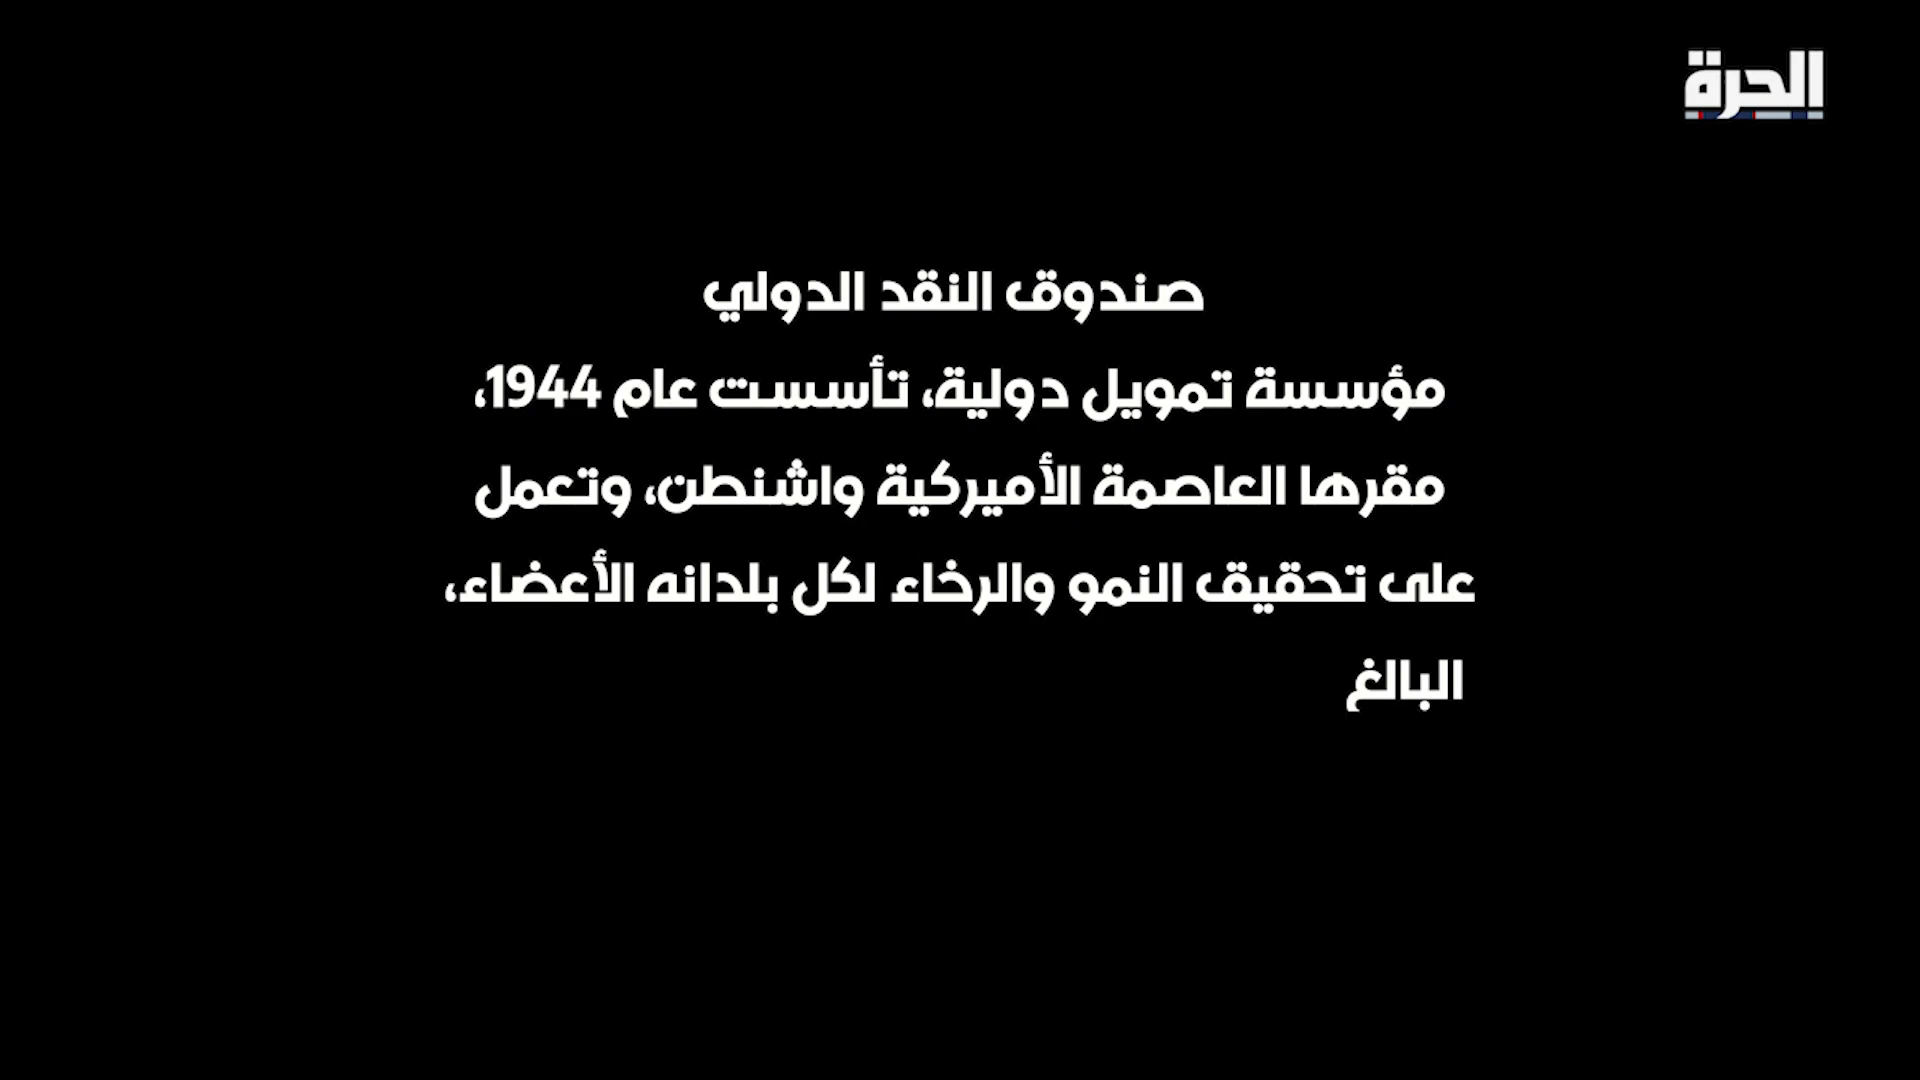 الحرة
صندوق النقد الدولي
مؤسسة تمويل دولية، تأسست عام 1944،
مقرها العاصمة الأميركية واشنطن، وتعمل
على تحقيق النمو والرخاء لكل بلدانه الأعضاء،
البالغ